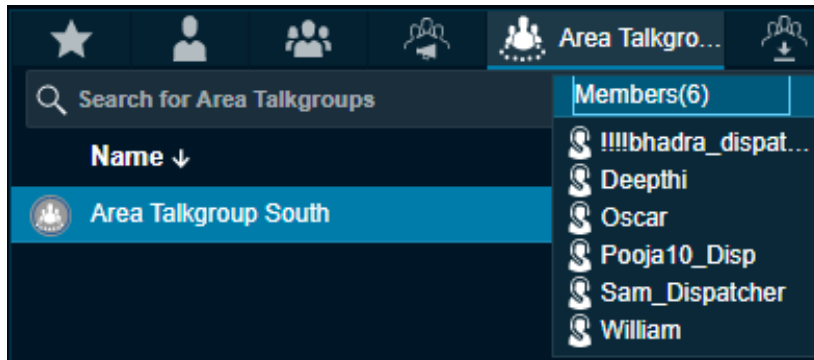 Area Talkgro...
Search for Area Talkgroups
Name ↓
Area Talkgroup South
Members(6)
!!!!bhadra_dispat...
Deepthi
Oscar
Pooja10_Disp
Sam_Dispatcher
William